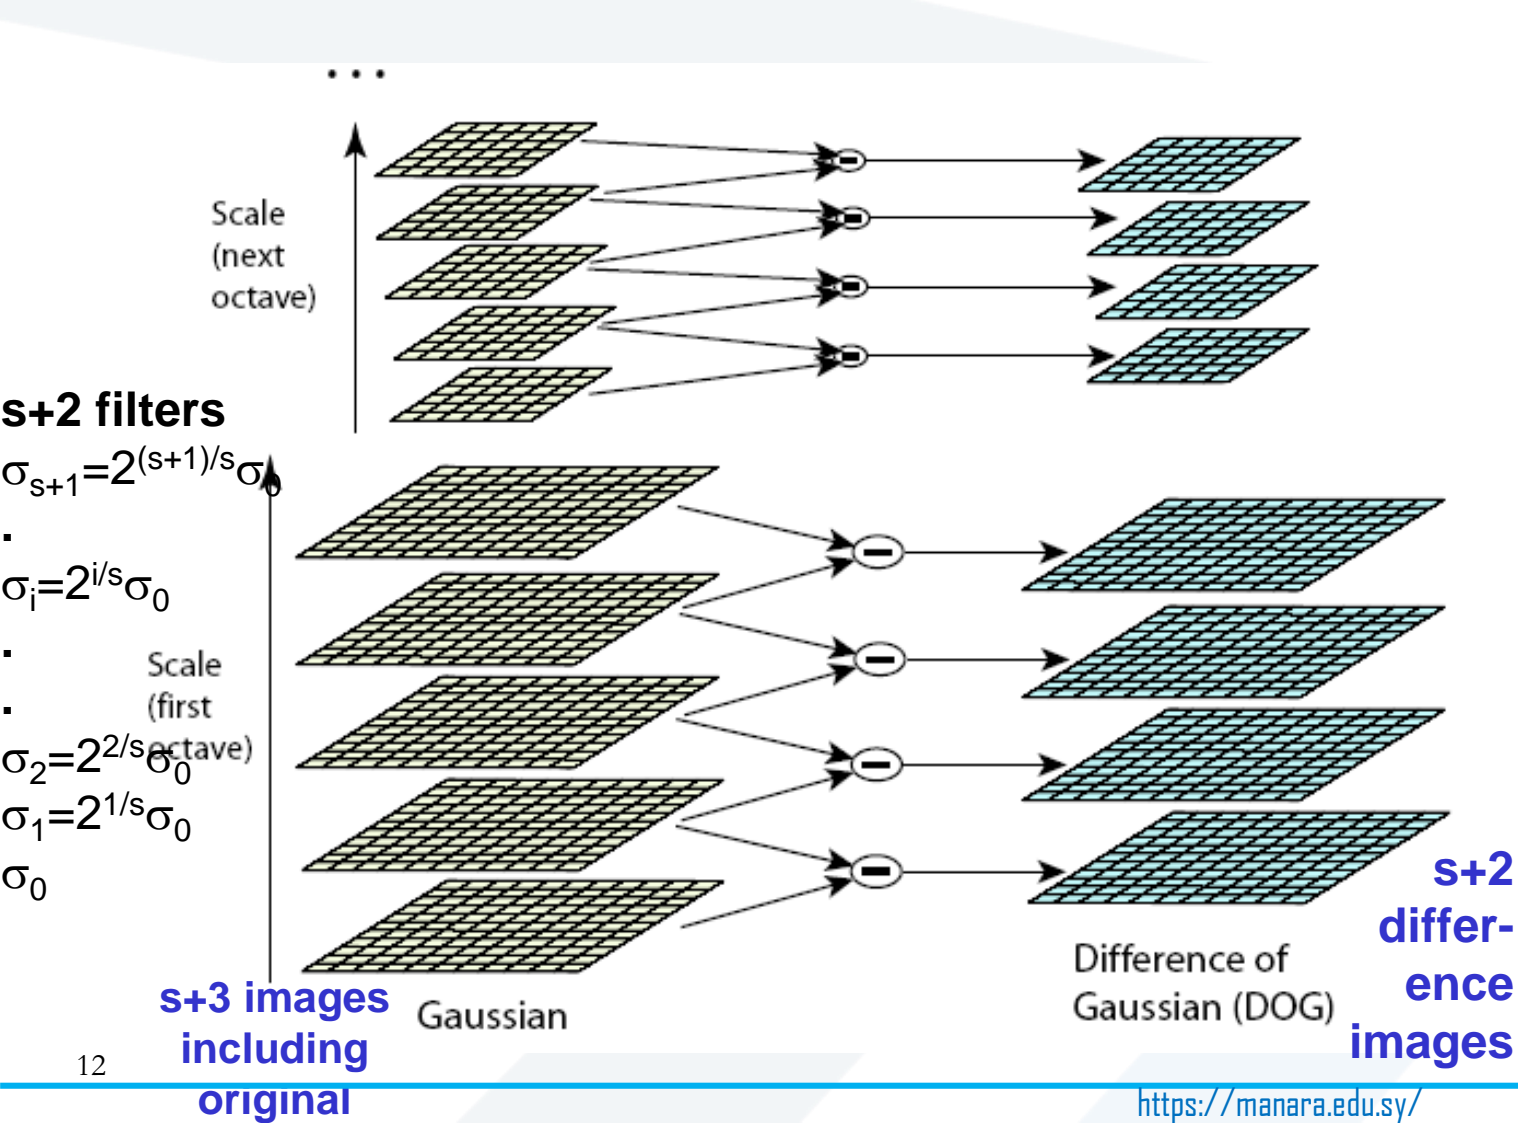 ...
Scale
(next
octave)
s+2 filters
σs+1=2(s+1)/sσ0
.
σi=2i/sσ0
.
.
Scale
(first
octave)
σ2=22/sσ0
σ1=21/sσ0
σ0
s+3 images
including
original
Gaussian
Difference of
Gaussian (DOG)
s+2
differ-
ence
images
12
https://manara.edu.sy/